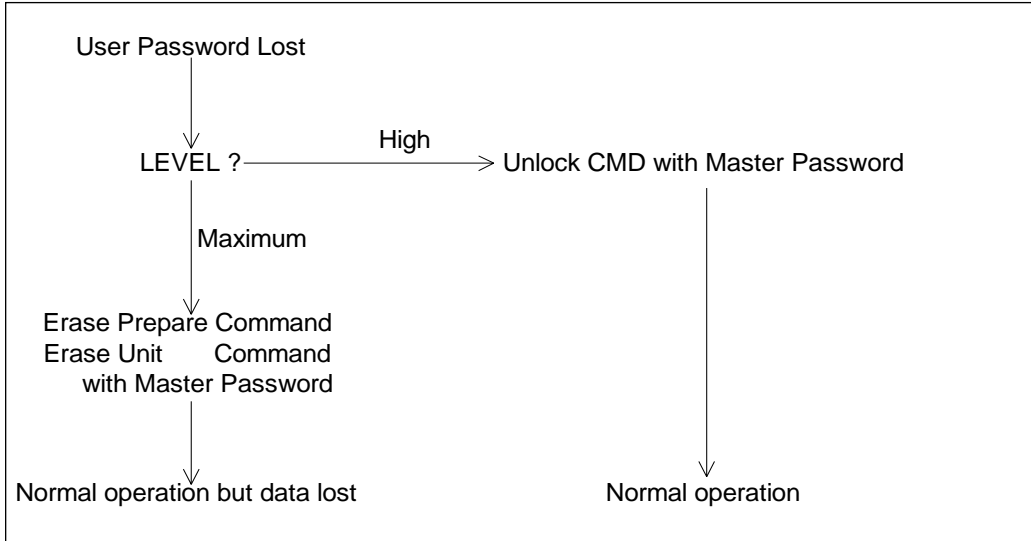 User Password Lost
LEVEL ?
High
Unlock CMD with Master Password
Maximum
Erase Prepare Command
Erase Unit Command
with Master Password
Normal operation but data lost
Normal operation